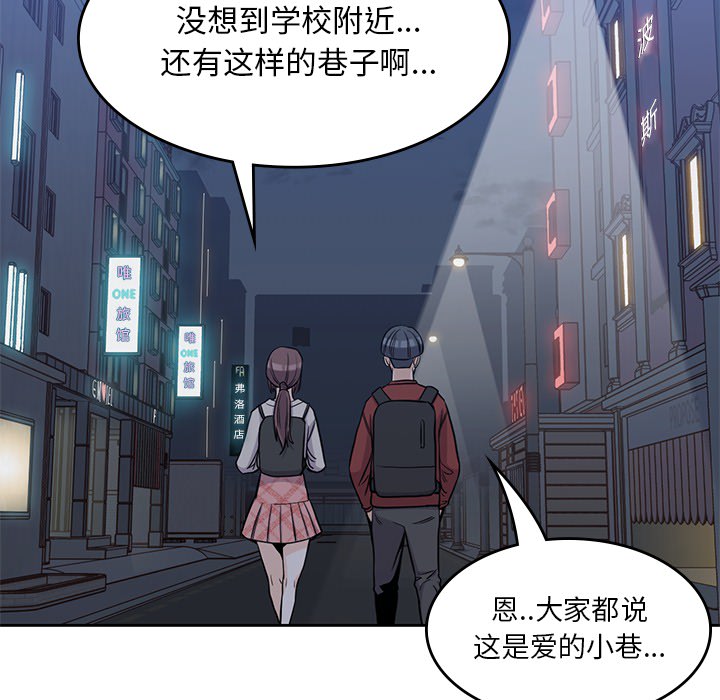 没想到学校附近...
还有这样的巷子啊...
波
斯
唯
ONE
旅
馆
唯
ONE
旅
馆
弗
洛
酒
店
PROPOSE
恩..大家都说
这是爱的小巷...